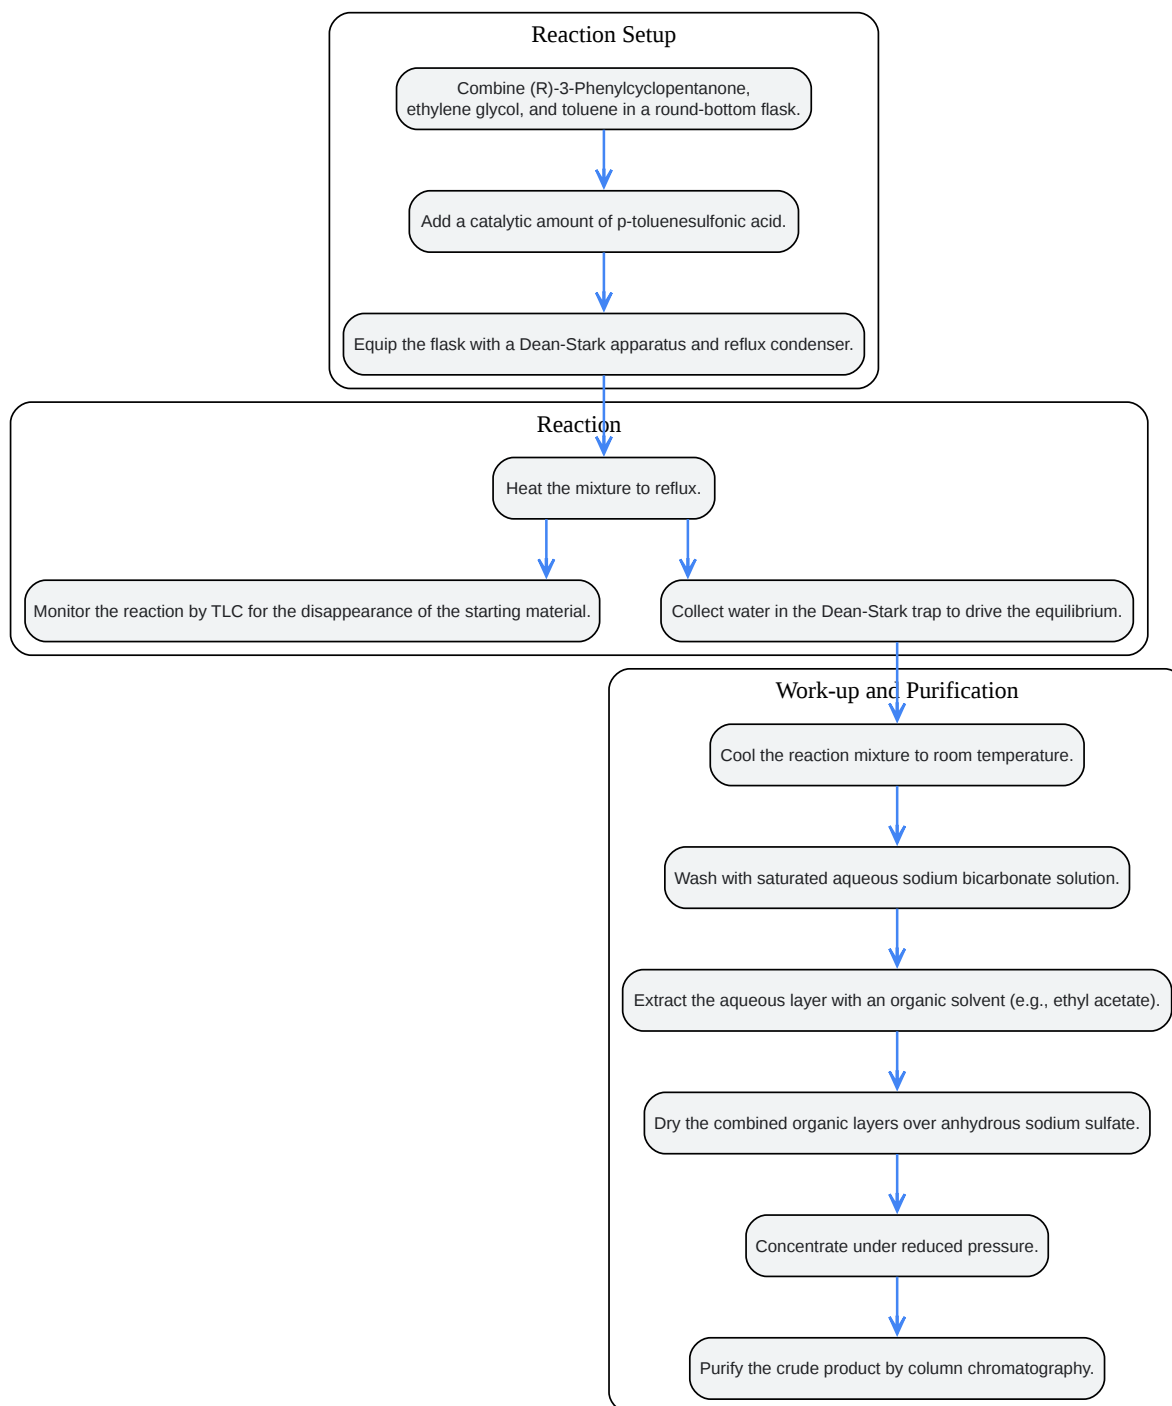 Reaction Setup
Combine (R)-3-Phenylcyclopentanone,
ethylene glycol, and toluene in a round-bottom flask.
Add a catalytic amount of p-toluenesulfonic acid.
Equip the flask with a Dean-Stark apparatus and reflux condenser.
Reaction
Heat the mixture to reflux.
Monitor the reaction by TLC for the disappearance of the starting material.
Collect water in the Dean-Stark trap to drive the equilibrium.
Work-up and Purification
Cool the reaction mixture to room temperature.
Wash with saturated aqueous sodium bicarbonate solution.
Extract the aqueous layer with an organic solvent (e.g., ethyl acetate).
Dry the combined organic layers over anhydrous sodium sulfate.
Concentrate under reduced pressure.
Purify the crude product by column chromatography.